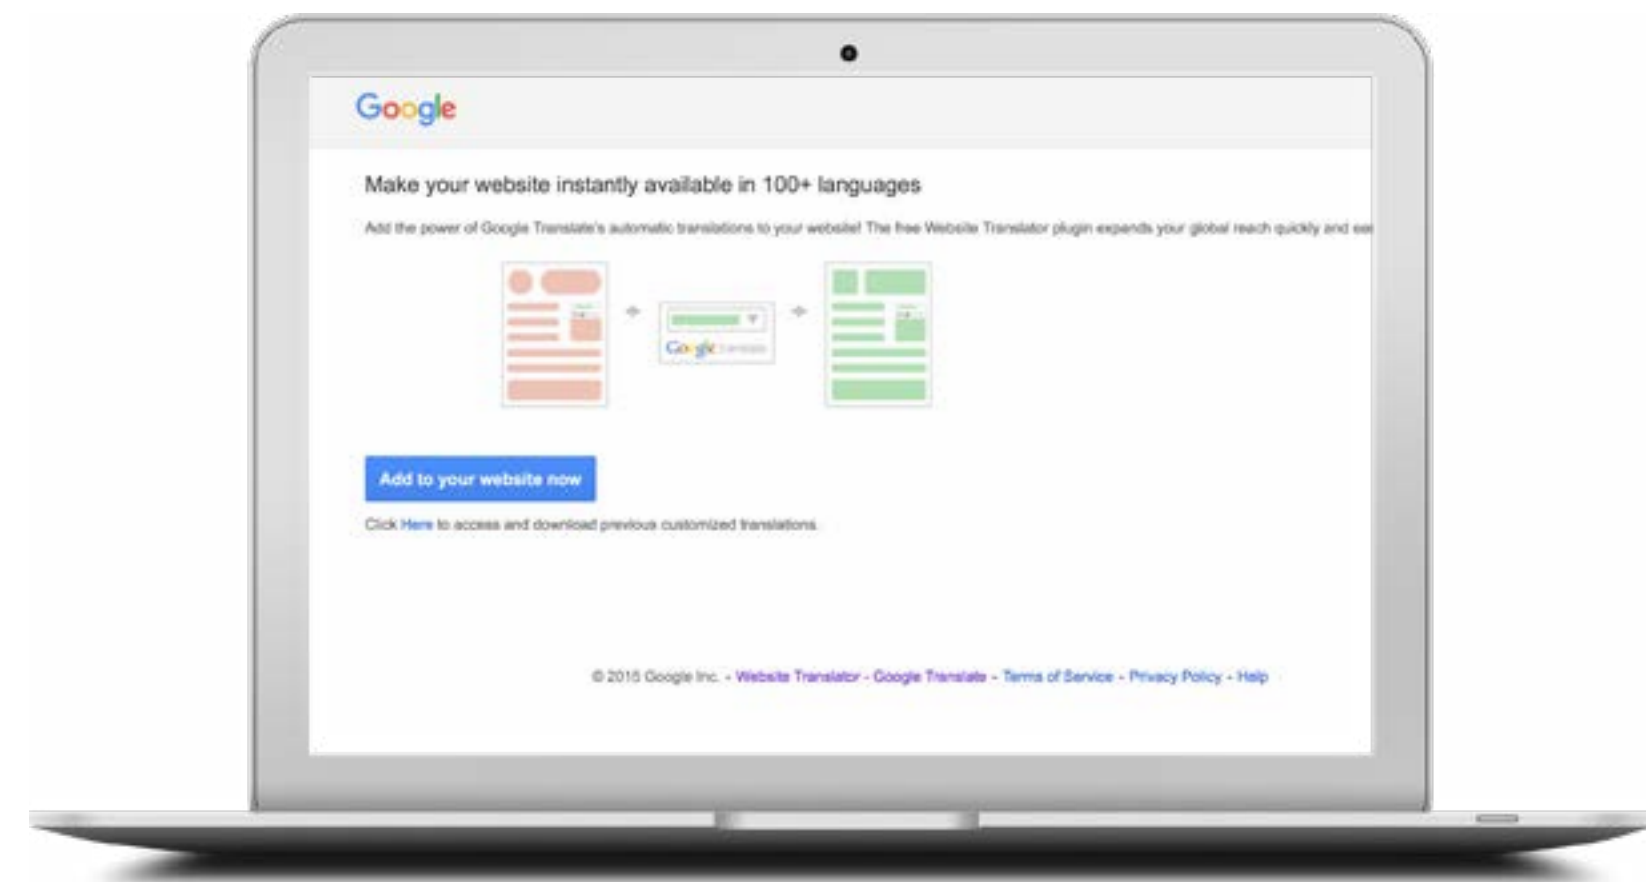 Google
Make your website instantly available in 100+ languages
Add the power of Google Translate's automatic translations to your website! The free Website Translator plugin expands your global reach quickly and eas
Google translate
Add to your website now
Click Here to access and download previous customized translations.
© 2015 Google Inc. - Website Translator - Google Translate - Terms of Service - Privacy Policy - Help